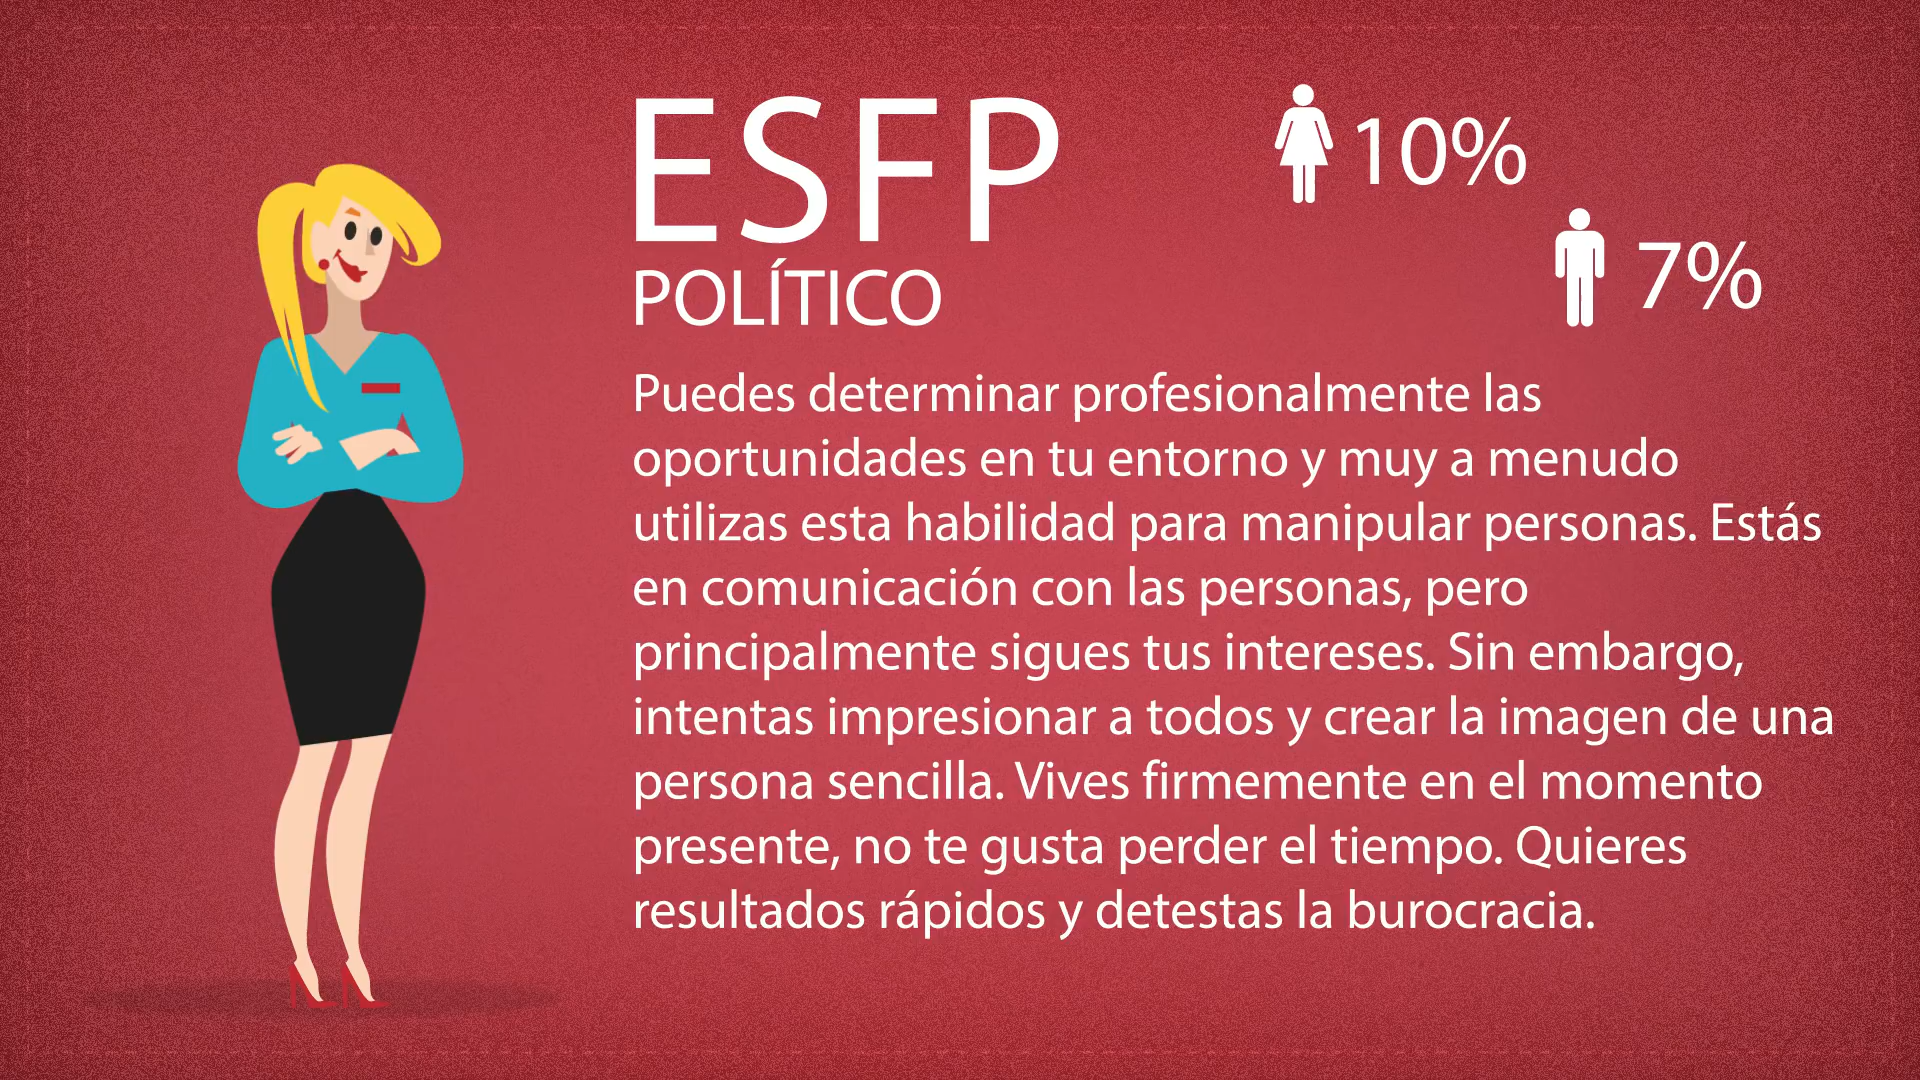 ESFP
10%
7%
POLÍTICO
Puedes determinar profesionalmente las
oportunidades en tu entorno y muy a menudo
utilizas esta habilidad para manipular personas. Estás
en comunicación con las personas, pero
principalmente sigues tus intereses. Sin embargo,
intentas impresionar a todos y crear la imagen de una
persona sencilla. Vives firmemente en el momento
presente, no te gusta perder el tiempo. Quieres
resultados rápidos y detestas la burocracia.